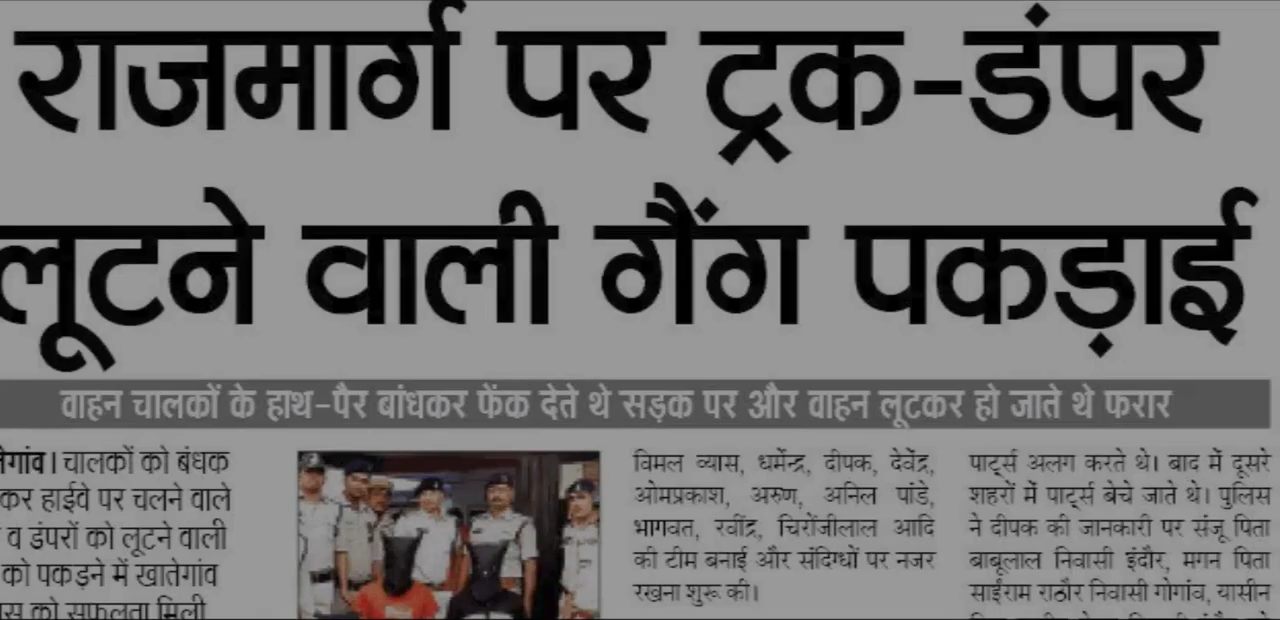 राजमार्ग पर ट्रक-डंपर
लूटने वाली गैंग पकड़ाई
वाहन चालकों के हाथ-पैर बांधकर फेंक देते थे सड़क पर और वाहन लूटकर हो जाते थे फरार
तेगांव। चालकों को बंधक
कर हाईवे पर चलने वाले
व डंपरों को लूटने वाली
को पकड़ने में खातेगांव
को सफलता मिली
विमल व्यास, धर्मेन्द्र, दीपक, देवेंद्र,
ओमप्रकाश, अरुण, अनिल पांडे,
भागवत, रवींद्र, चिरोंजीलाल आदि
की टीम बनाई और संदिग्धों पर नजर
रखना शुरू की।
पार्ट्स अलग करते थे। बाद में दूसरे
शहरों में पार्ट्स बेचे जाते थे। पुलिस
ने दीपक की जानकारी पर संजू पिता
बाबूलाल निवासी इंदौर, मगन पिता
साईंराम राठौर निवासी गोगांव, यासीन